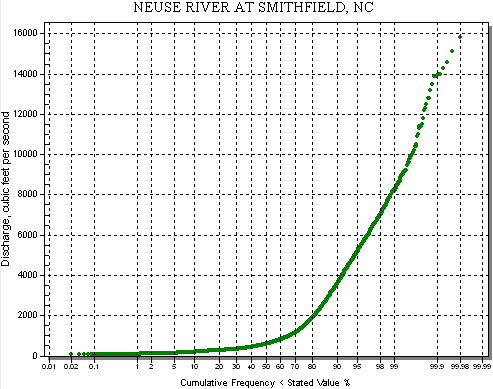 NEUSE RIVER AT SMITHFIELD, NC
Discharge, cubic feet per second
16000
14000
12000
10000
8000
6000
4000
2000
0
0.01 0.02 0.1 1 2 5 10 20 30 40 50 60 70 80 90 95 98 99 99.9 99.98 99.99
Cumulative Frequency < Stated Value %